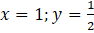 x = 1; y = 1/2